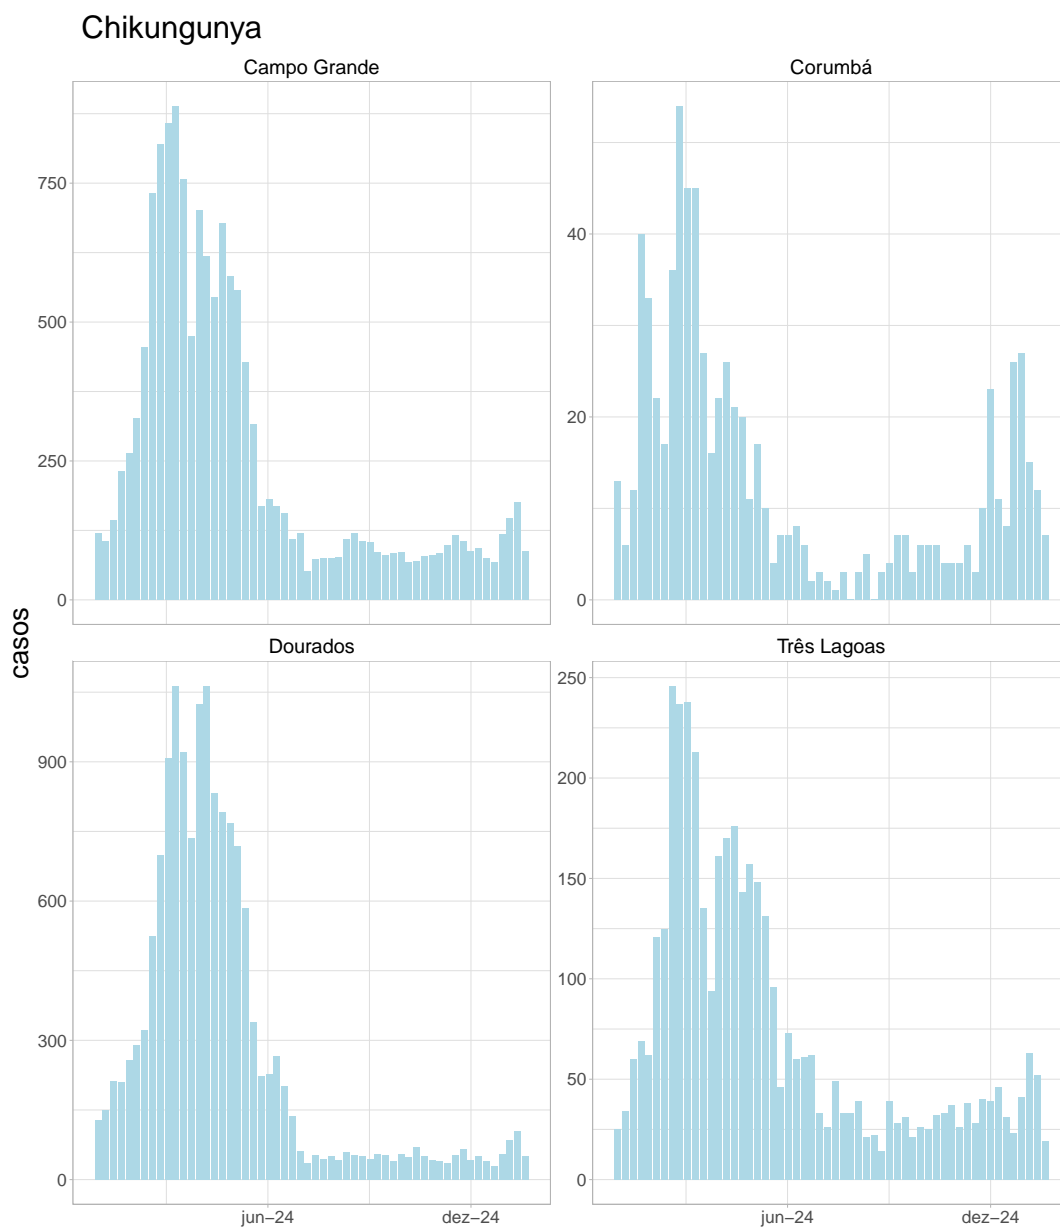 Chikungunya
Campo Grande
Corumbá
750
500
250
0
40
20
0
casos
Dourados
Três Lagoas
900
600
300
0
250
200
150
100
50
0
jun−24
dez−24
jun−24
dez−24